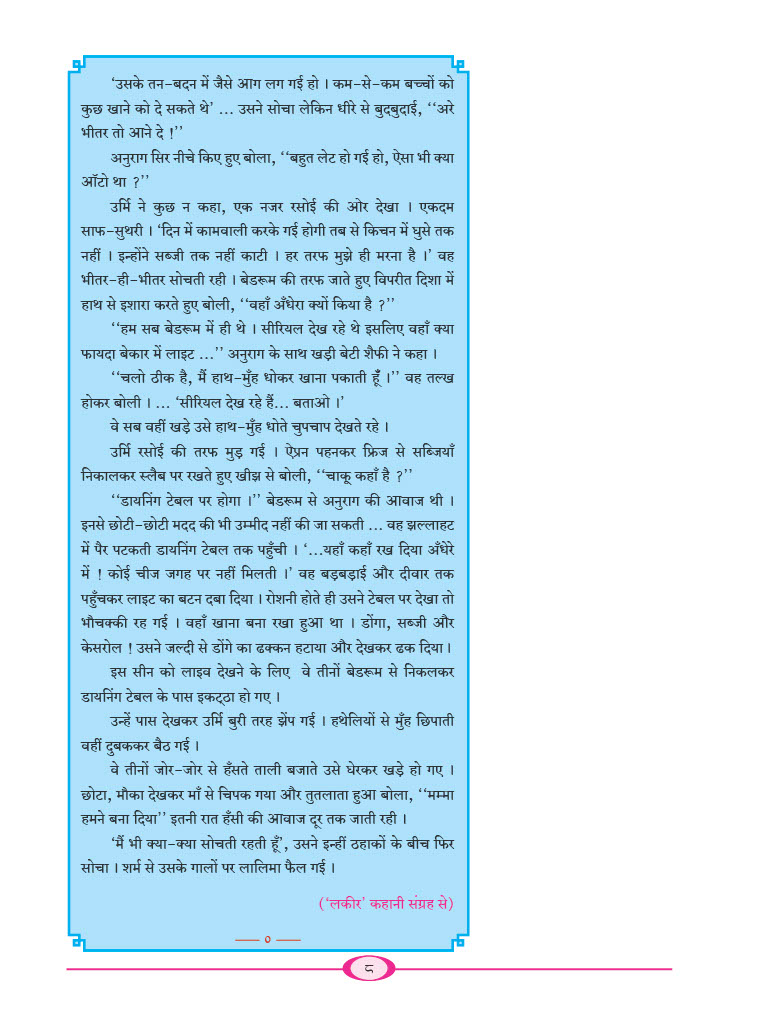 ‘उसके तन-बदन में जैसे आग लग गई हो । कम-से-कम बच्चों को
कुछ खाने को दे सकते थे’ ... उसने सोचा लेकिन धीरे से बुदबुदाई, ‘‘अरे
भीतर तो आने दे !’’
अनुराग सिर नीचे किए हुए बोला, ‘‘बहुत लेट हो गई हो, ऐसा भी क्या
ऑटो था ?’’
उर्मि ने कुछ न कहा, एक नजर रसोई की ओर देखा । एकदम
साफ-सुथरी । ‘दिन में कामवाली करके गई होगी तब से किचन में घुसे तक
नहीं । इन्होंने सब्जी तक नहीं काटी । हर तरफ मुझे ही मरना है ।’ वह
भीतर-ही-भीतर सोचती रही । बेडरूम की तरफ जाते हुए विपरीत दिशा में
हाथ से इशारा करते हुए बोली, ‘‘वहाँ अँधेरा क्यों किया है ?’’
‘‘हम सब बेडरूम में ही थे । सीरियल देख रहे थे इसलिए वहाँ क्या
फायदा बेकार में लाइट ...’’ अनुराग के साथ खड़ी बेटी शैफी ने कहा ।
‘‘चलो ठीक है, मैं हाथ-मुँह धोकर खाना पकाती हूँ ।’’ वह तल्ख
होकर बोली । ... ‘सीरियल देख रहे हैं... बताओ ।’
वे सब वहीं खड़े उसे हाथ-मुँह धोते चुपचाप देखते रहे ।
उर्मि रसोई की तरफ मुड़ गई । ऐप्रन पहनकर फ्रिज से सब्जियाँ
निकालकर स्लैब पर रखते हुए खीझ से बोली, ‘‘चाकू कहाँ है ?’’
‘‘डायनिंग टेबल पर होगा ।’’ बेडरूम से अनुराग की आवाज थी ।
इनसे छोटी-छोटी मदद की भी उम्मीद नहीं की जा सकती ... वह झल्लाहट
में पैर पटकती डायनिंग टेबल तक पहुँची । ‘...यहाँ कहाँ रख दिया अँधेरे
में ! कोई चीज जगह पर नहीं मिलती ।’ वह बड़बड़ाई और दीवार तक
पहुँचकर लाइट का बटन दबा दिया । रोशनी होते ही उसने टेबल पर देखा तो
भौचक्की रह गई । वहाँ खाना बना रखा हुआ था । डोंगा, सब्जी और
केसरोल ! उसने जल्दी से डोंगे का ढक्कन हटाया और देखकर ढक दिया ।
इस सीन को लाइव देखने के लिए वे तीनों बेडरूम से निकलकर
डायनिंग टेबल के पास इकट्ठा हो गए ।
उन्हें पास देखकर उर्मि बुरी तरह झेंप गई । हथेलियों से मुँह छिपाती
वहीं दुबककर बैठ गई ।
वे तीनों जोर-जोर से हँसते ताली बजाते उसे घेरकर खड़े हो गए ।
छोटा, मौका देखकर माँ से चिपक गया और तुतलाता हुआ बोला, ‘‘मम्मा
हमने बना दिया’’ इतनी रात हँसी की आवाज दूर तक जाती रही ।
‘मैं भी क्या-क्या सोचती रहती हूँ’, उसने इन्हीं ठहाकों के बीच फिर
सोचा । शर्म से उसके गालों पर लालिमा फैल गई ।
(‘लकीर’ कहानी संग्रह से)
—— ० ——
८